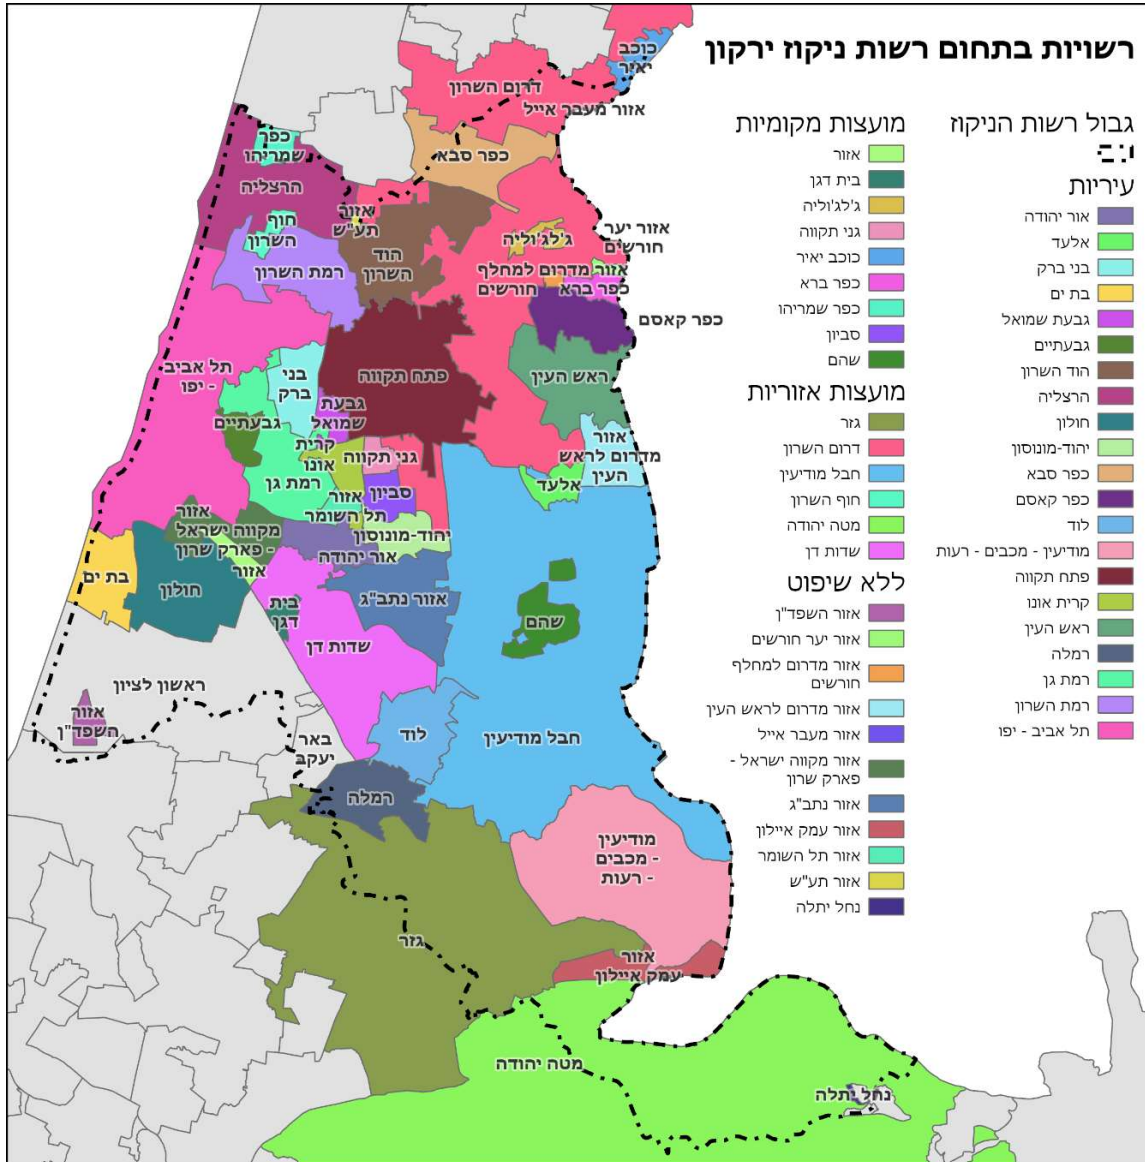 רשויות בתחום רשות ניקוז ירקון
גבול רשות הניקוז
עיריות
אור יהודה
אלעד
בני ברק
בת ים
גבעת שמואל
גבעתיים
הוד השרון
הרצליה
חולון
יהוד-מונוסון
כפר סבא
כפר קאסם
לוד
מודיעין - מכבים - רעות
פתח תקווה
קרית אונו
ראש העין
רמלה
רמת גן
רמת השרון
תל אביב - יפו
מועצות מקומיות
אזור
בית דגן
ג'לג'וליה
גני תקווה
כוכב יאיר
כפר ברא
כפר שמריהו
סביון
שהם
מועצות אזוריות
גזר
דרום השרון
חבל מודיעין
חוף השרון
מטה יהודה
שדות דן
ללא שיפוט
אזור השפד"ן
אזור יער חורשים
אזור מדרום למחלף
חורשים
אזור מדרום לראש העין
אזור מעבר אייל
אזור מקווה ישראל -
פארק שרון
אזור נתב"ג
אזור עמק איילון
אזור תל השומר
אזור תע"ש
נחל יתלה
כוכב
יאיר
דרום השרון
אזור מעבר אייל
כפר
שמריהו
כפר סבא
הרצליה
חוף
השרון
אזור
תע"ש
הוד
השרון
ג'לג'וליה
אזור יער
חורשים
רמת השרון
אזור מדרום למחלף
חורשים
כפר ברא
כפר קאסם
תל אביב
- יפו
בני
ברק
פתח תקווה
ראש העין
גבעת
שמואל
גבעתיים
קרית
אונו
גני תקווה
אזור
מדרום לראש
העין
רמת גן
סביון
אלעד
אזור
תל השומר
אזור
מקווה ישראל
- פארק שרון
יהוד-מונוסון
אור יהודה
אזור
בת ים
חולון
בית
דגן
אזור נתב"ג
שהם
שדות דן
ראשון לציון
אזור
השפד"ן
באר
יעקב
לוד
חבל מודיעין
רמלה
מודיעין
- מכבים
- רעות
גזר
אזור
עמק איילון
מטה יהודה
נחל יתלה